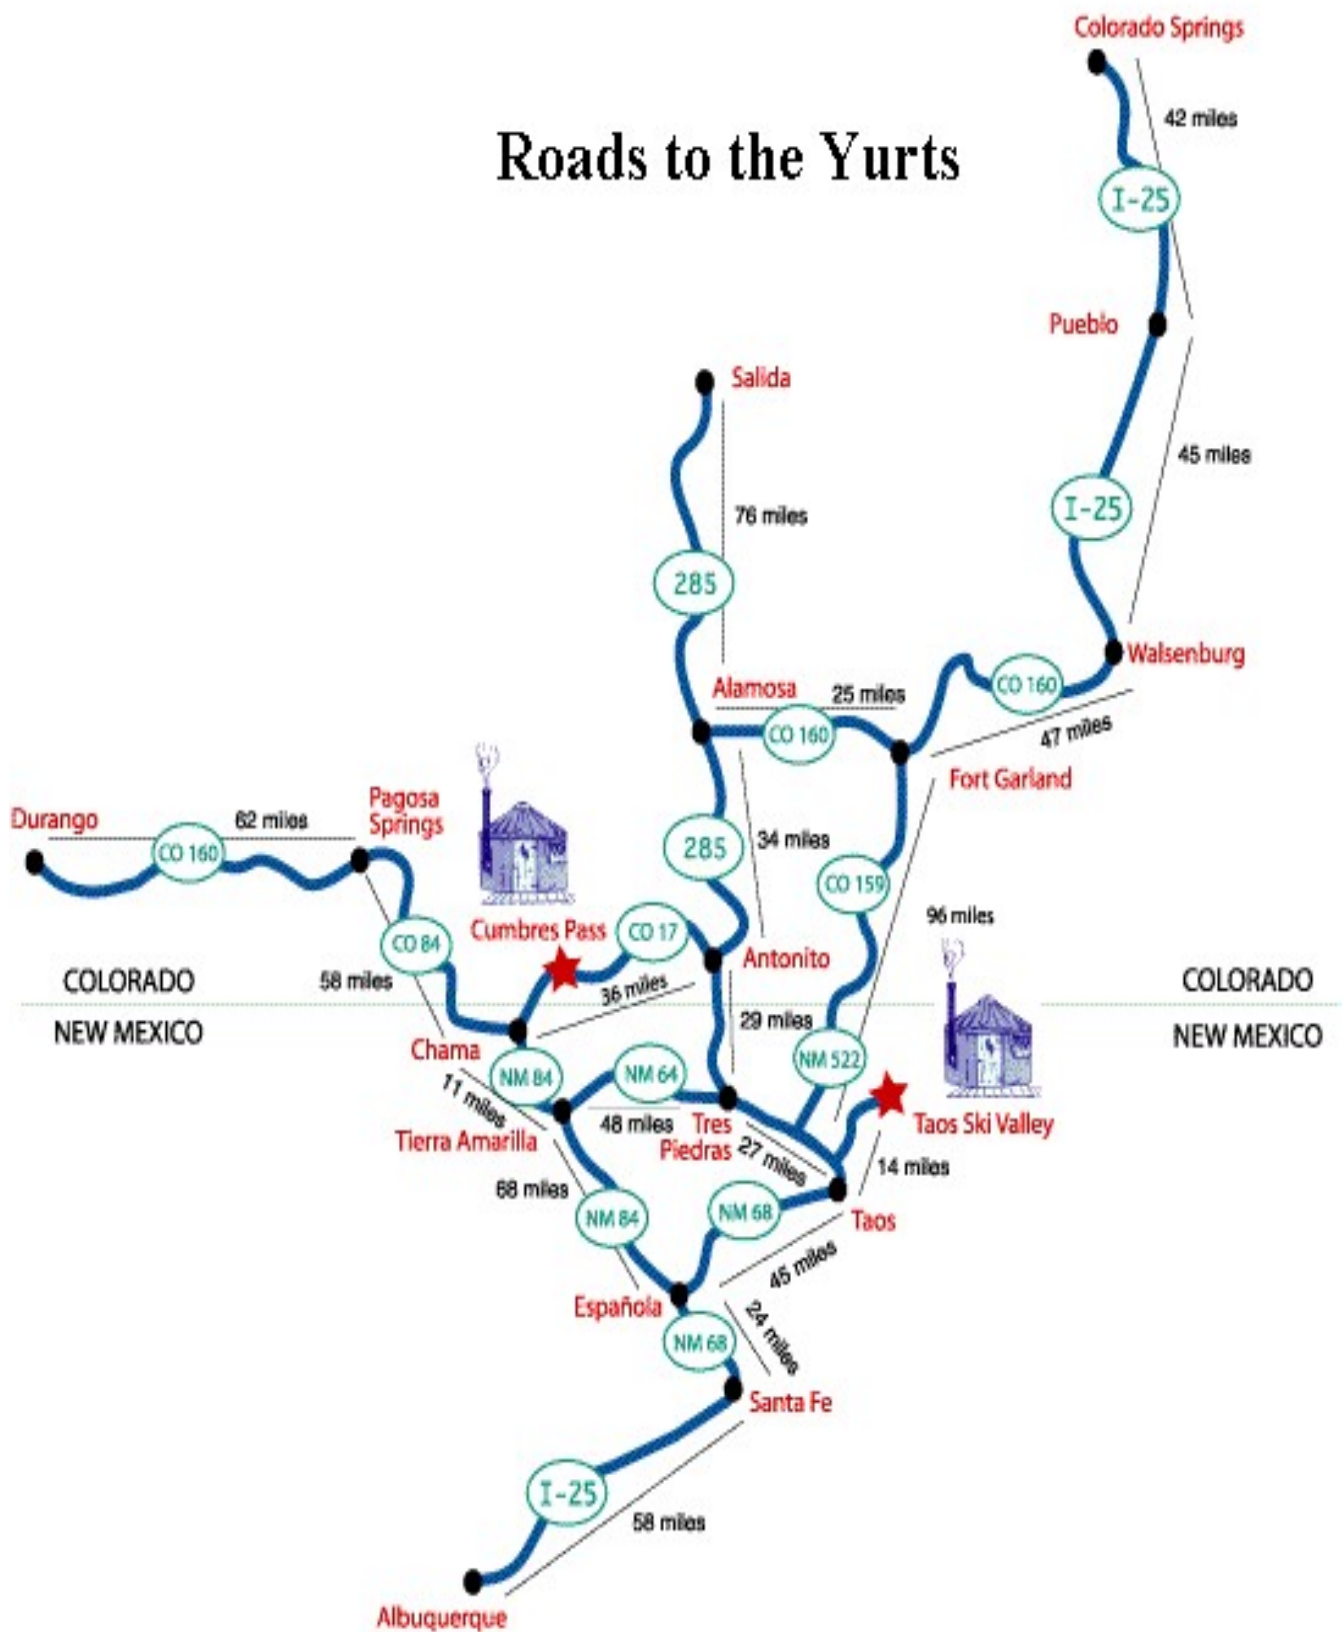 Colorado Springs
42 miles
Roads to the Yurts
I-25
Pueblo
Salida
45 miles
76 miles
I-25
285
Walsenburg
Alamosa
25 miles
CO 160
CO 160
47 miles
Fort Garland
Durango
62 miles
Pagosa
Springs
CO 160
285
34 miles
CO 159
96 miles
Cumbres Pass
CO 17
CO 84
Antonito
COLORADO
58 miles
36 miles
COLORADO
NEW MEXICO
29 miles
NEW MEXICO
Chama
NM 84
NM 64
NM 522
11 miles
Tierra Amarilla
48 miles
Tres
Piedras
27 miles
Taos Ski Valley
14 miles
68 miles
NM 84
NM 68
Taos
45 miles
Española
24 miles
NM 68
Santa Fe
I-25
58 miles
Albuquerque